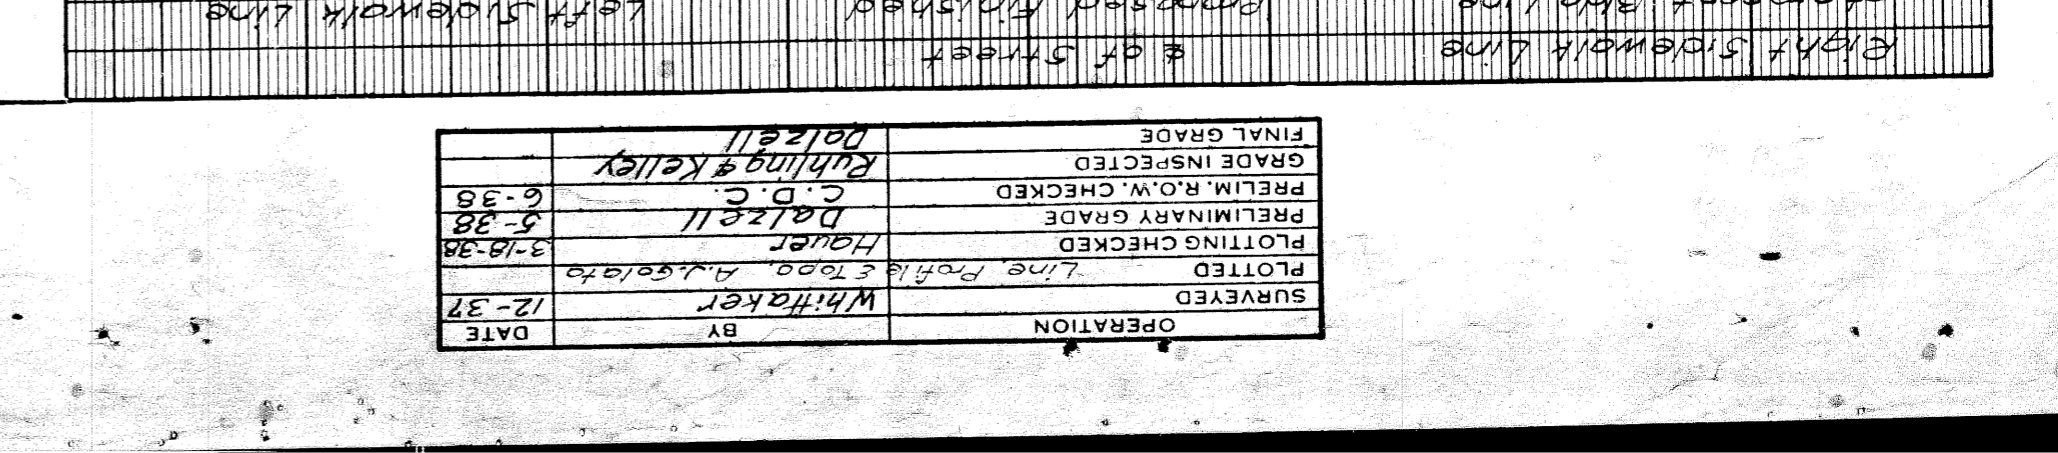 OPERATION BY DATE
SURVEYED Whittaker 12-37
PLOTTED Line, Profile & Topo, A.J. Golato
PLOTTING CHECKED Hauer 3-18-38
PRELIMINARY GRADE Dalzell 5-38
PRELIM. R.O.W. CHECKED C.D.C. 6-38
GRADE INSPECTED Ruhling & Kelley
FINAL GRADE Dalzell
Right Sidewalk Line ℄ of Street
Line Proposed Finished Left Sidewalk Line